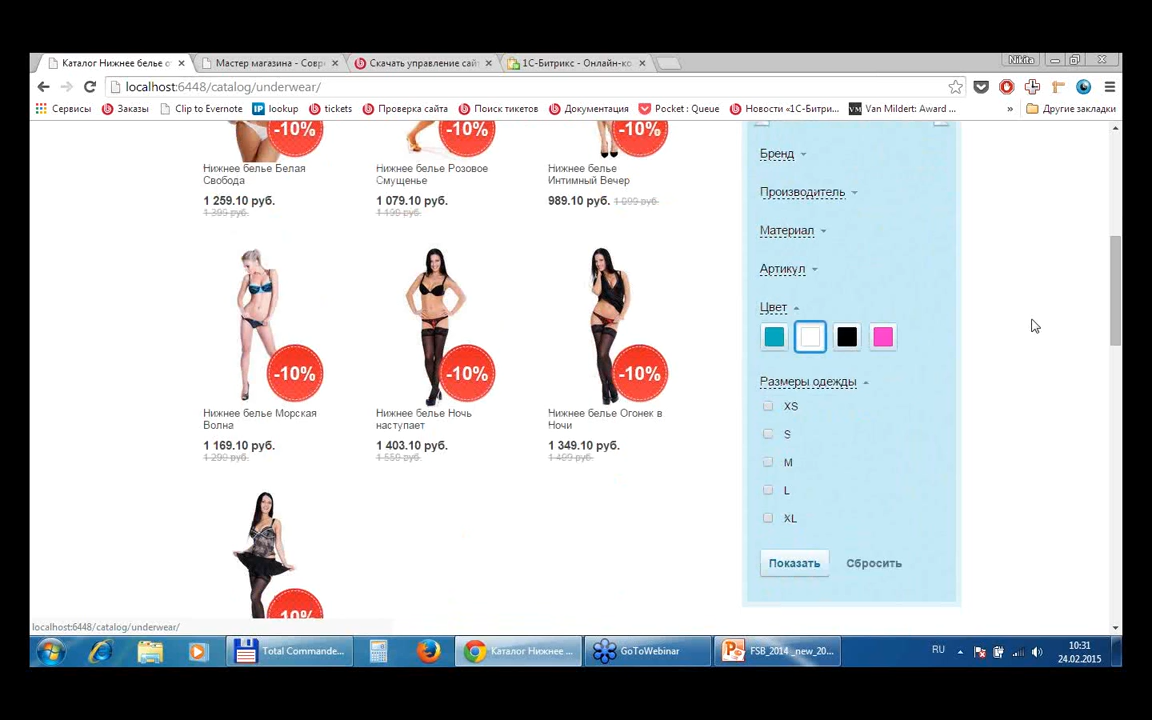 Каталог Нижнее белье о
Мастер магазина - Совр
Скачать управление сай
1С-Битрикс - Онлайн-ко
Nikita
localhost:6448/catalog/underwear/
Сервисы
Заказы
Clip to Evernote
IP
lookup
tickets
Проверка сайта
Поиск тикетов
Документация
Pocket : Queue
Новости «1С-Битри...
VM
Van Mildert: Award ...
»
Другие закладки
-10%
-10%
-10%
Нижнее белье Белая
Свобода
1 259.10 руб.
1 399 руб.
Нижнее белье Розовое
Смущенье
1 079.10 руб.
1 199 руб.
Нижнее белье
Интимный Вечер
989.10 руб. 1 099 руб.
-10%
-10%
-10%
Нижнее белье Морская
Волна
1 169.10 руб.
1 299 руб.
Нижнее белье Ночь
наступает
1 403.10 руб.
1 559 руб.
Нижнее белье Огонек в
Ночи
1 349.10 руб.
1 499 руб.
-10%
Бренд
Производитель
Материал
Артикул
Цвет
Размеры одежды
XS
S
M
L
XL
Показать
Сбросить
localhost:6448/catalog/underwear/
Total Commande...
Каталог Нижнее ...
GoToWebinar
FSB_2014_new_20...
RU
10:31
24.02.2015